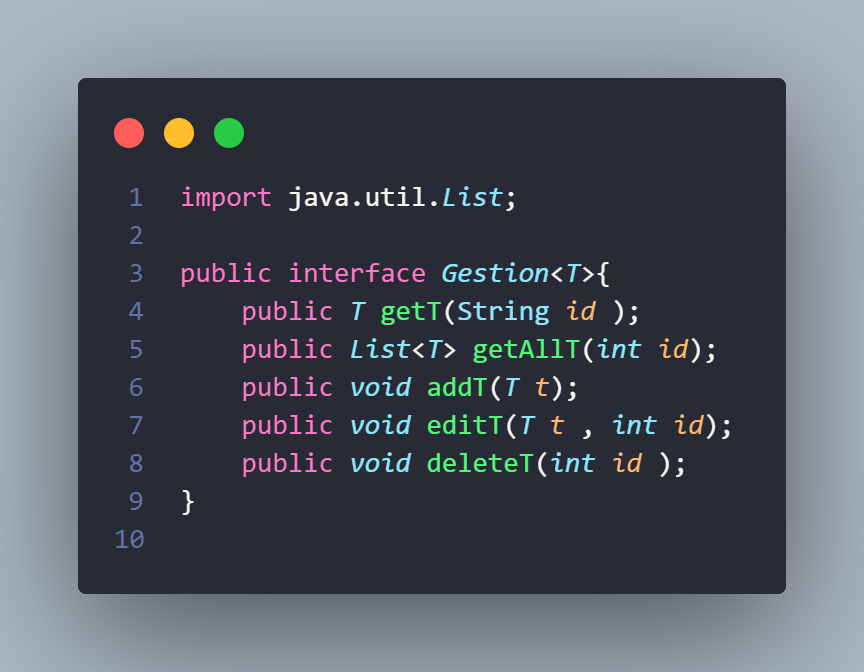 1 import java.util.List;
2
3 public interface Gestion<T>{
4     public T getT(String id );
5     public List<T> getAllT(int id);
6     public void addT(T t);
7     public void editT(T t , int id);
8     public void deleteT(int id );
9 }
10